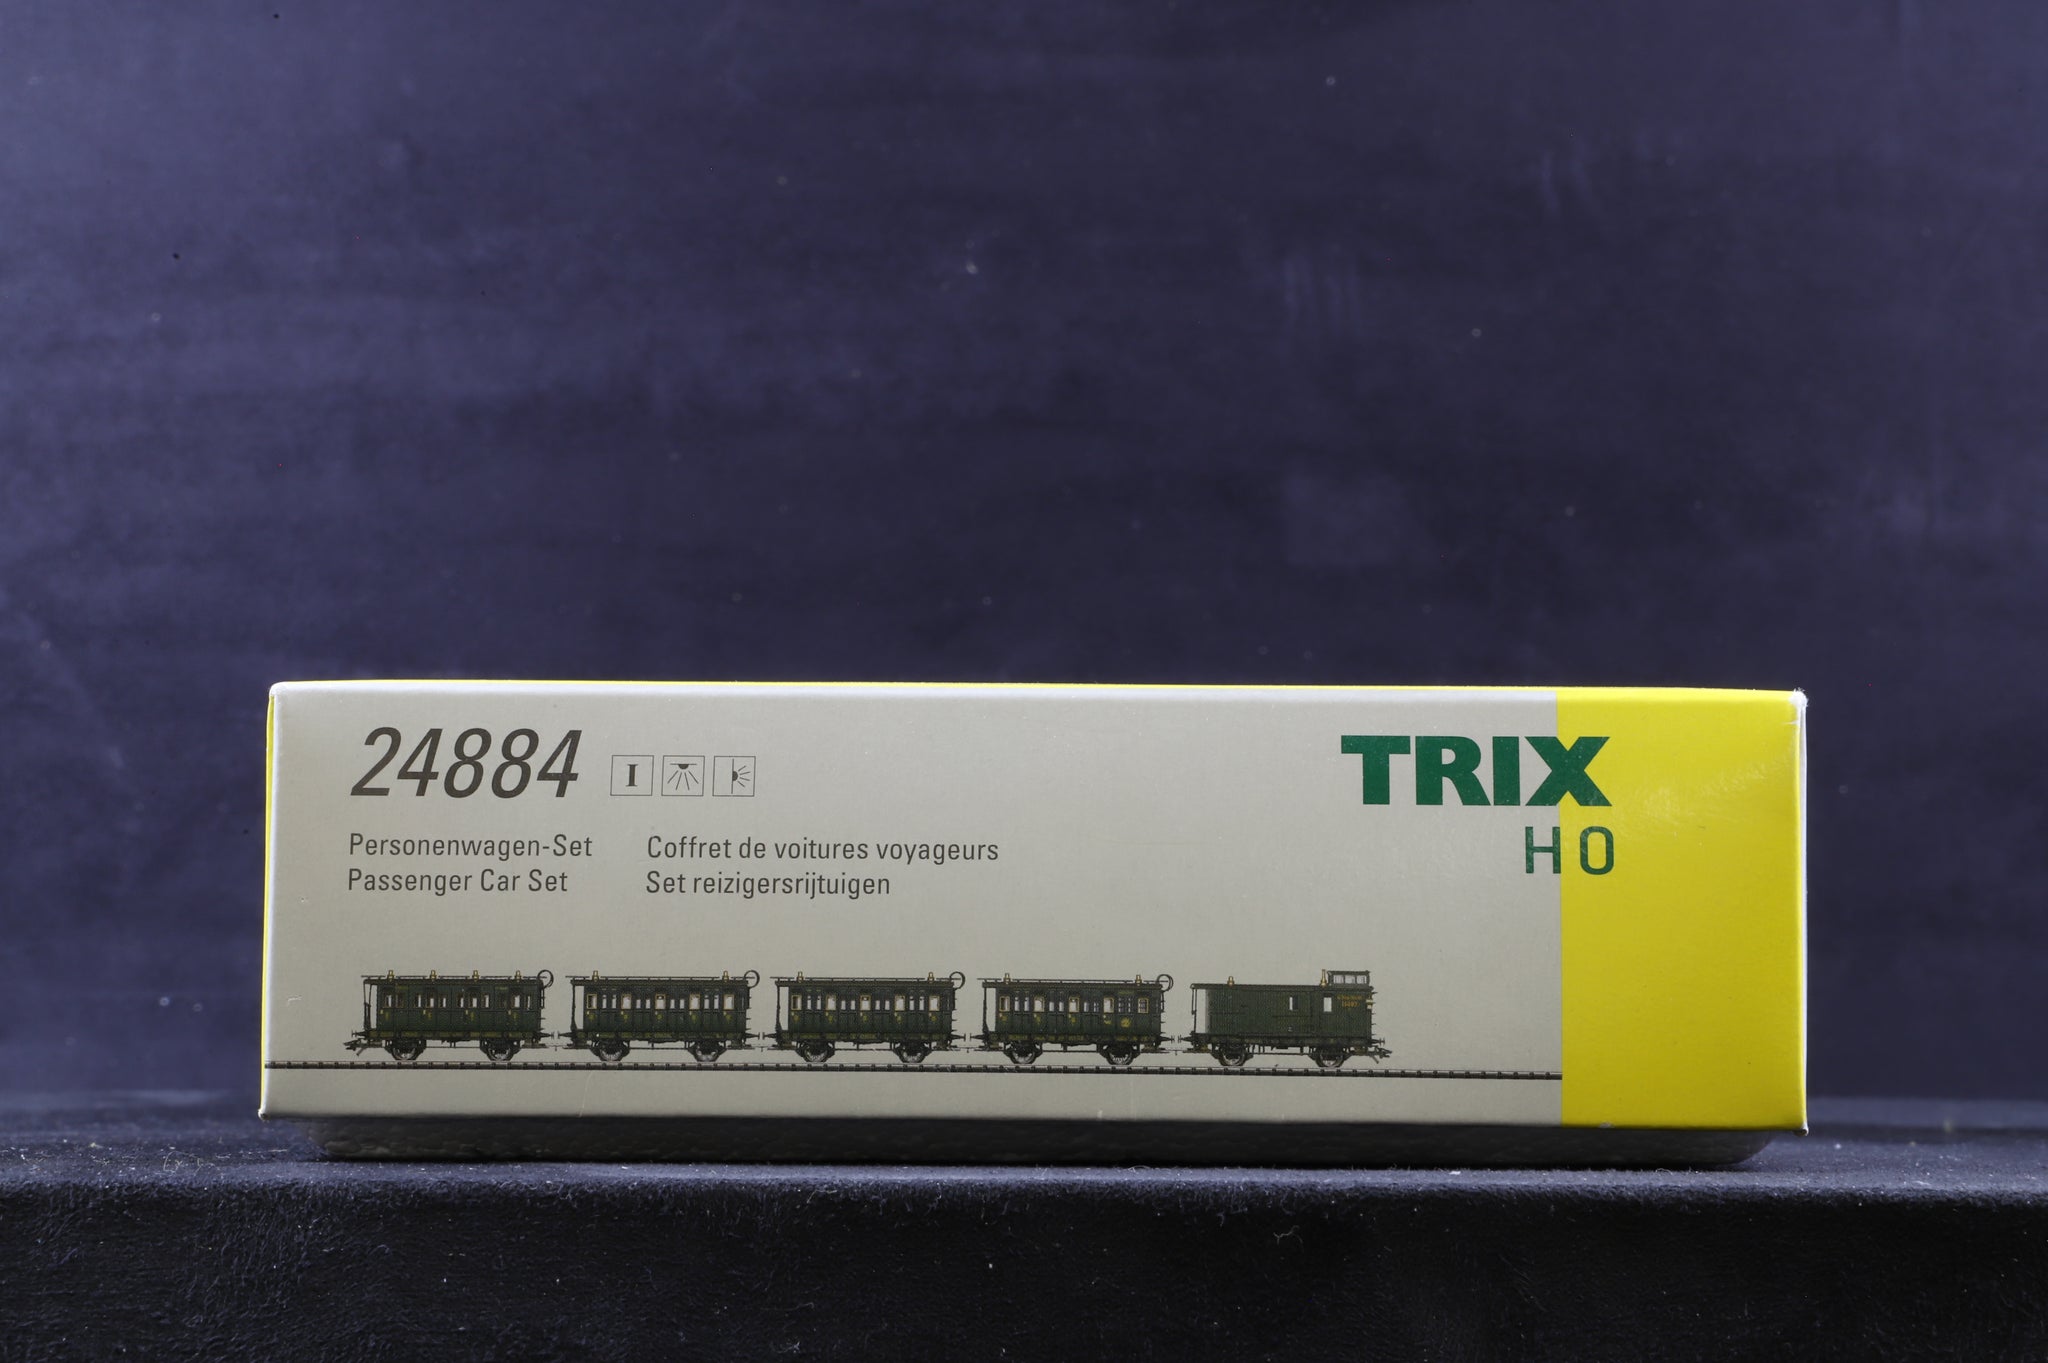 24884 I
TRIX
H0
Personenwagen-Set
Passenger Car Set
Coffret de voitures voyageurs
Set reizigersrijtuigen